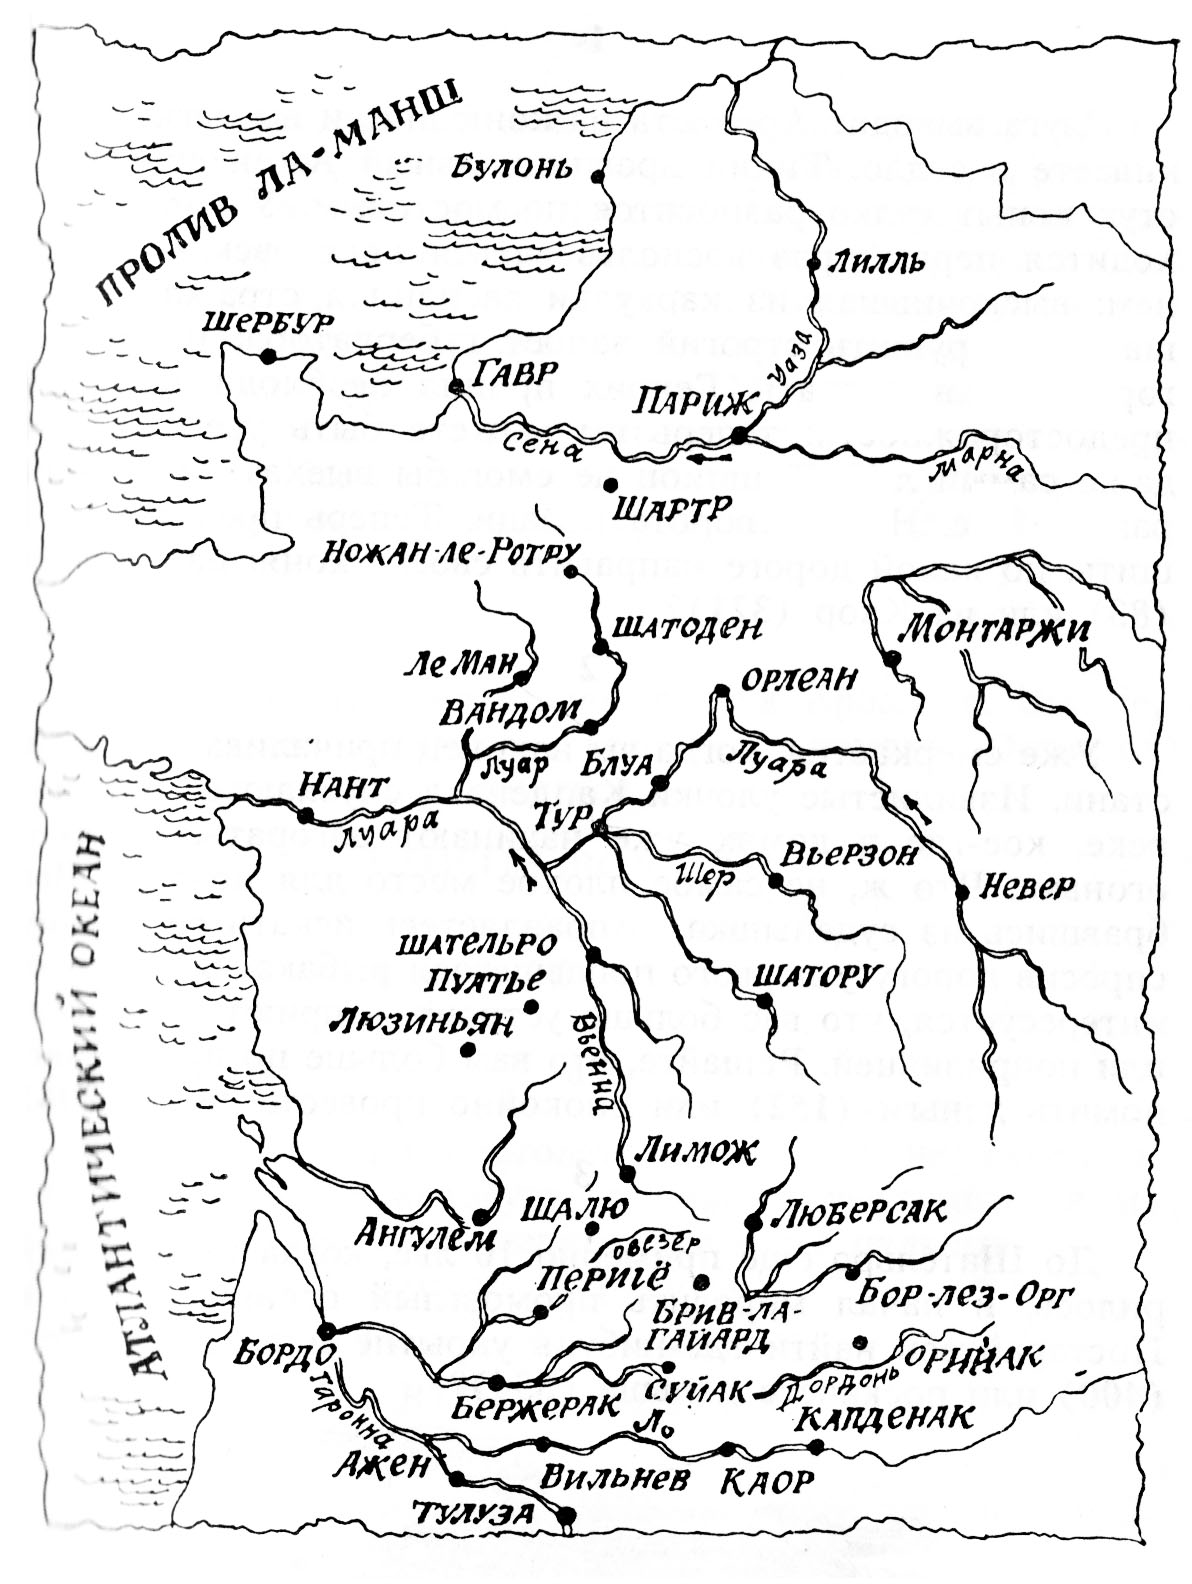 ПРОЛИВ ЛА-МАНШ
БУЛОНЬ
ЛИЛЛЬ
ШЕРБУР
ГАВР
Уаза
ПАРИЖ
Сена
Марна
ШАРТР
НОЖАН-ЛЕ-РОТРУ
ШАТОДЕН
МОНТАРЖИ
ЛЕ МАН
ОРЛЕАН
ВАНДОМ
Луар
БЛУА
Луара
НАНТ
Луара
ТУР
Шер
ВЬЕРЗОН
НЕВЕР
АТЛАНТИЧЕСКИЙ ОКЕАН
ШАТЕЛЬРО
ПУАТЬЕ
ШАТОРУ
ЛЮЗИНЬЯН
Вьенна
ЛИМОЖ
ШАЛЮ
ЛЮБЕРСАК
АНГУЛЕМ
ОВЕЗЕР
ПЕРИГЁ
БОР-ЛЕЗ-ОРГ
БРИВ-ЛА-
ГАЙАРД
БОРДО
ОРИЙАК
Гаронна
СУЙАК
Дордонь
БЕРЖЕРАК
КАПДЕНАК
Ло
АЖЕН
ВИЛЬНЕВ
КАОР
ТУЛУЗА